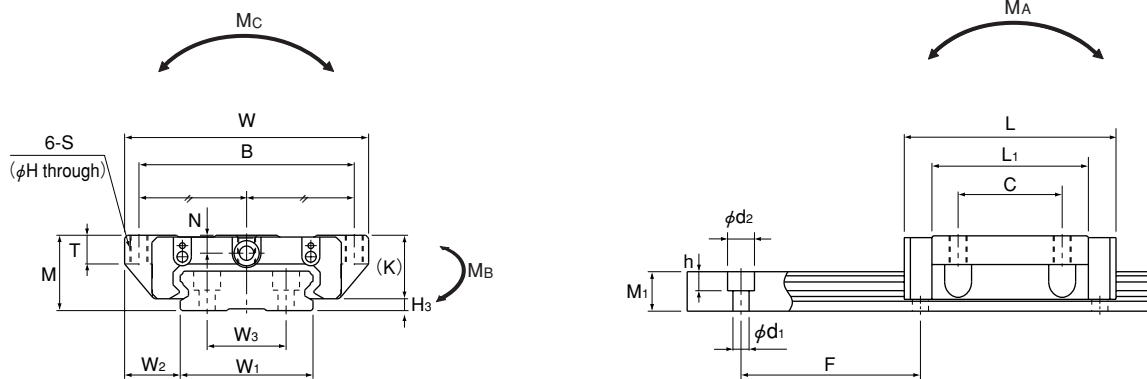 MC
W
6-S
(φH through)
B
N
T
M
(K)
MB
H3
W3
W2
W1
MA
L
L1
C
φd2
h
M1
φd1
F